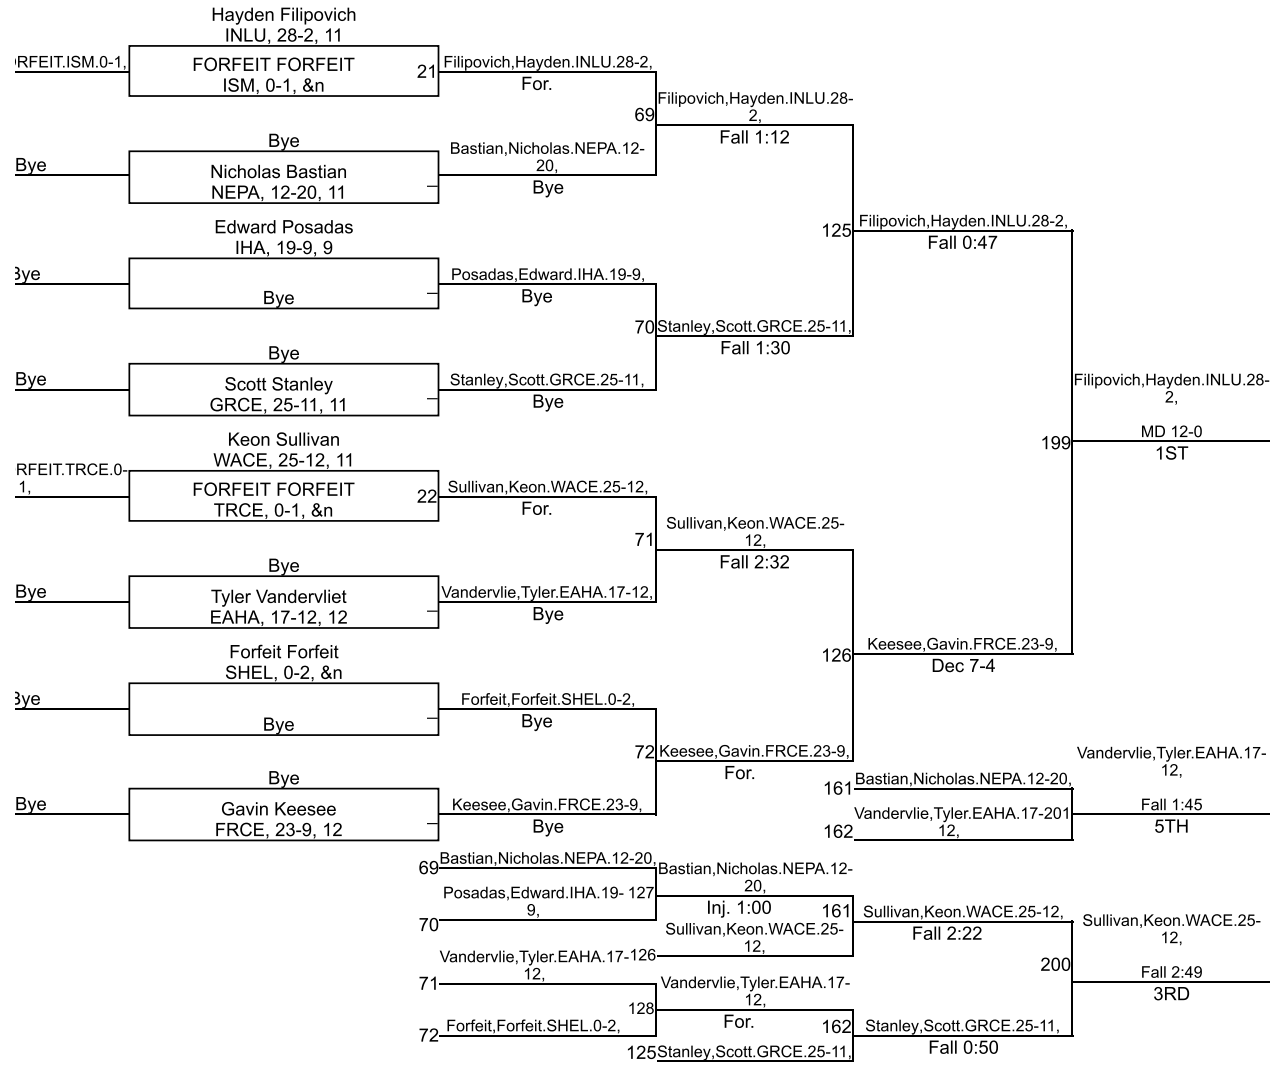 Hayden Filipovich
INLU, 28-2, 11
RFEIT.ISM.0-1,
FORFEIT FORFEIT
ISM, 0-1, &n
21
Filipovich,Hayden.INLU.28-2,
For.
69
Filipovich,Hayden.INLU.28-
2,
Fall 1:12
Bye
Bye
Nicholas Bastian
NEPA, 12-20, 11
Bastian,Nicholas.NEPA.12-
20,
Bye
Edward Posadas
IHA, 19-9, 9
125
Filipovich,Hayden.INLU.28-2,
Fall 0:47
Bye
Bye
Posadas,Edward.IHA.19-9,
Bye
70
Stanley,Scott.GRCE.25-11,
Fall 1:30
Bye
Bye
Scott Stanley
GRCE, 25-11, 11
Stanley,Scott.GRCE.25-11,
Bye
Filipovich,Hayden.INLU.28-
2,
199
MD 12-0
1ST
Keon Sullivan
WACE, 25-12, 11
RFEIT.TRCE.0-
1,
FORFEIT FORFEIT
TRCE, 0-1, &n
22
Sullivan,Keon.WACE.25-12,
For.
71
Sullivan,Keon.WACE.25-
12,
Fall 2:32
Bye
Bye
Tyler Vandervliet
EAHA, 17-12, 12
Vandervlie,Tyler.EAHA.17-12,
Bye
Forfeit Forfeit
SHEL, 0-2, &n
126
Keesee,Gavin.FRCE.23-9,
Dec 7-4
Bye
Bye
Forfeit,Forfeit.SHEL.0-2,
Bye
72
Keesee,Gavin.FRCE.23-9,
For.
Bye
Bye
Gavin Keesee
FRCE, 23-9, 12
Keesee,Gavin.FRCE.23-9,
Bye
161
Bastian,Nicholas.NEPA.12-20,
162
Vandervlie,Tyler.EAHA.17-
12,
201
Vandervlie,Tyler.EAHA.17-
12,
Fall 1:45
5TH
69
Bastian,Nicholas.NEPA.12-20,
70
Posadas,Edward.IHA.19-
9,
127
Bastian,Nicholas.NEPA.12-
20,
Inj. 1:00
126
Sullivan,Keon.WACE.25-
12,
161
Sullivan,Keon.WACE.25-12,
Fall 2:22
71
Vandervlie,Tyler.EAHA.17-
12,
72
Forfeit,Forfeit.SHEL.0-2,
128
Vandervlie,Tyler.EAHA.17-
12,
For.
125
Stanley,Scott.GRCE.25-11,
162
Stanley,Scott.GRCE.25-11,
Fall 0:50
200
Sullivan,Keon.WACE.25-
12,
Fall 2:49
3RD